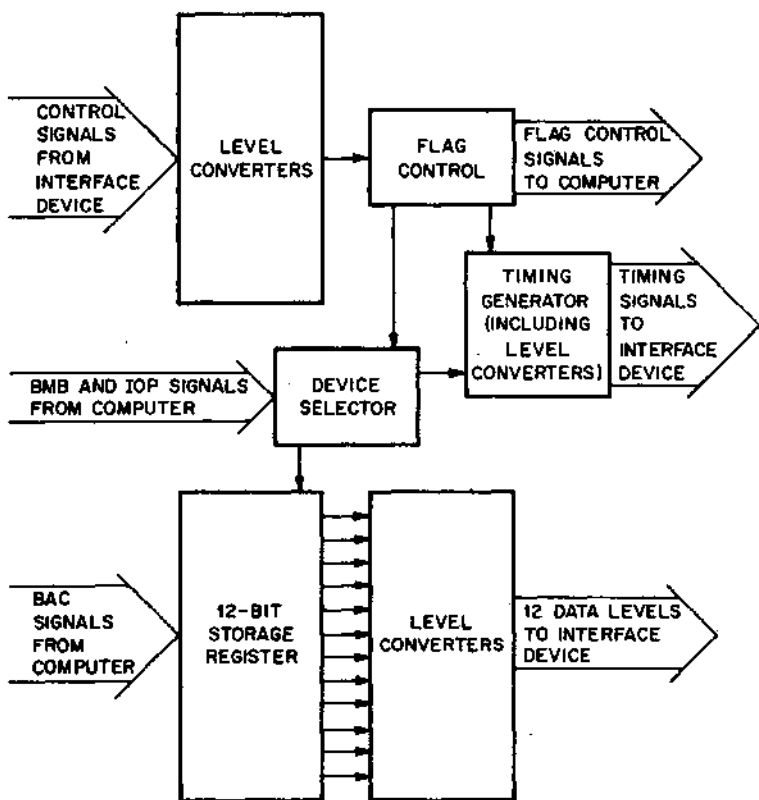 CONTROL
SIGNALS
FROM
INTERFACE
DEVICE
LEVEL
CONVERTERS
FLAG
CONTROL
FLAG CONTROL
SIGNALS
TO COMPUTER
TIMING
GENERATOR
(INCLUDING
LEVEL
CONVERTERS)
TIMING
SIGNALS
TO
INTERFACE
DEVICE
BMB AND IOP SIGNALS
FROM COMPUTER
DEVICE
SELECTOR
BAC
SIGNALS
FROM
COMPUTER
12-BIT
STORAGE
REGISTER
LEVEL
CONVERTERS
12 DATA LEVELS
TO INTERFACE
DEVICE